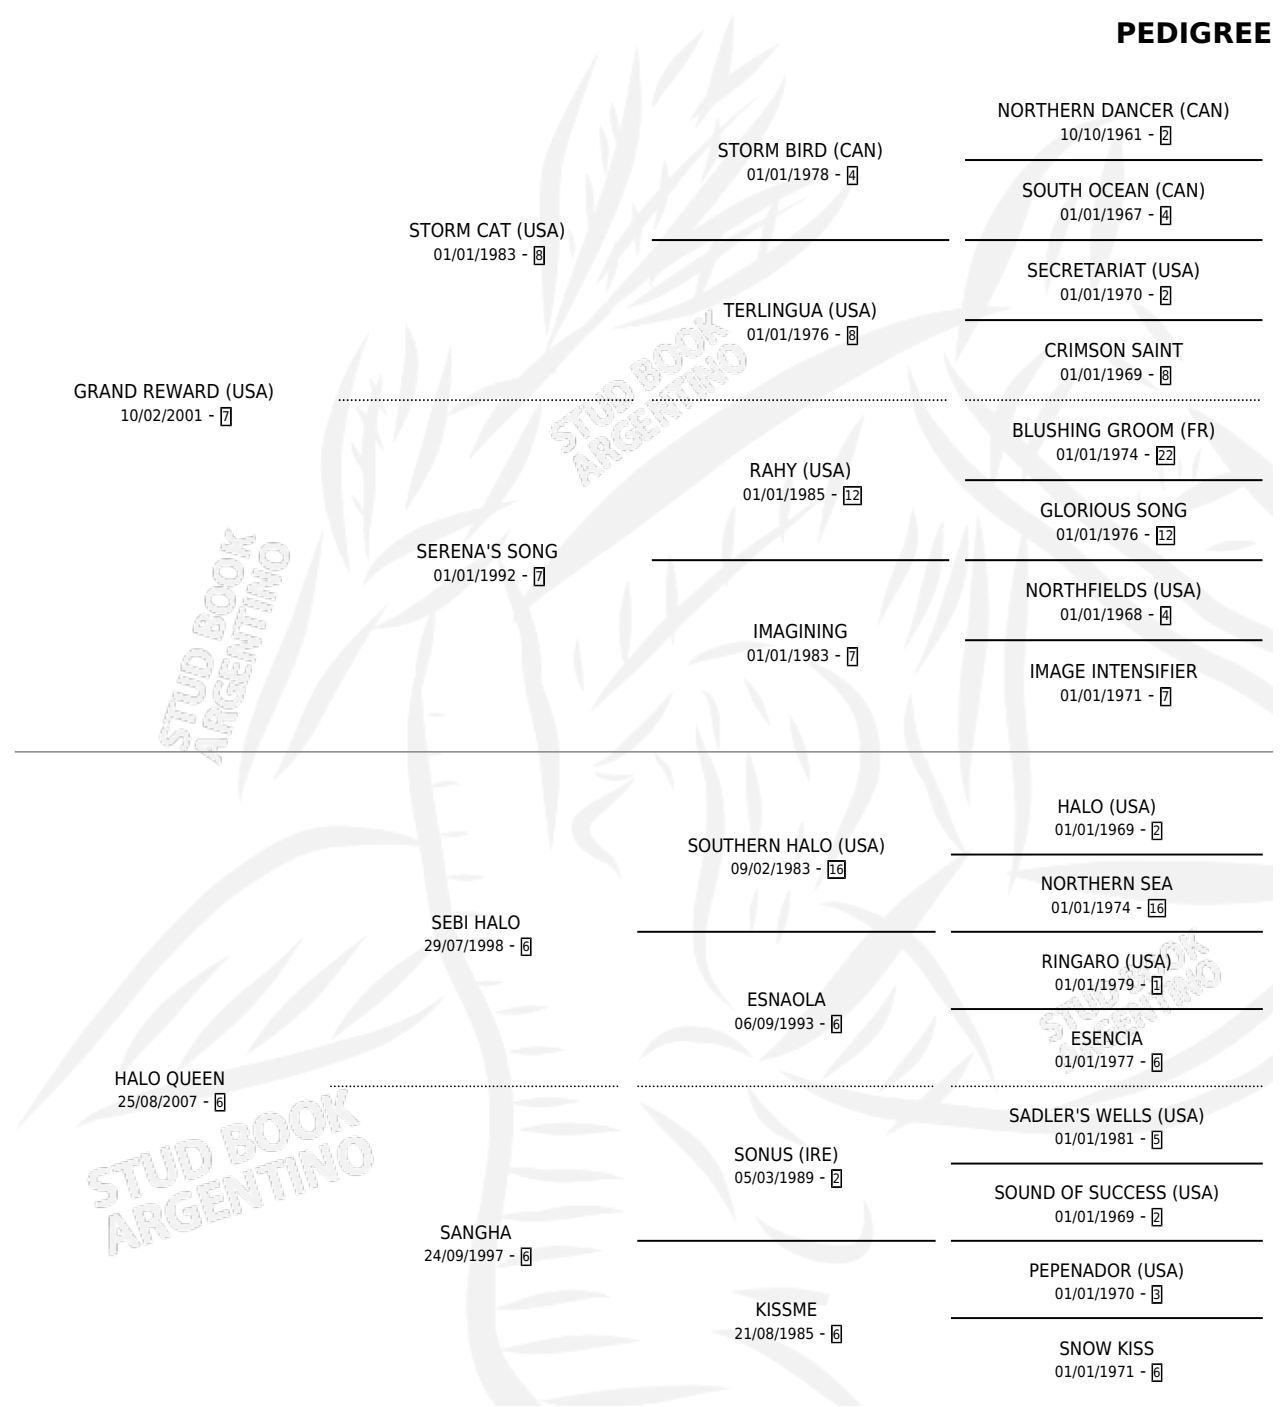 PEDIGREE
NORTHERN DANCER (CAN)
10/10/1961 - 2
STORM BIRD (CAN)
01/01/1978 - 4
SOUTH OCEAN (CAN)
01/01/1967 - 4
STORM CAT (USA)
01/01/1983 - 8
SECRETARIAT (USA)
01/01/1970 - 2
TERLINGUA (USA)
01/01/1976 - 8
CRIMSON SAINT
01/01/1969 - 8
GRAND REWARD (USA)
10/02/2001 - 7
BLUSHING GROOM (FR)
01/01/1974 - 22
RAHY (USA)
01/01/1985 - 12
GLORIOUS SONG
01/01/1976 - 12
SERENA'S SONG
01/01/1992 - 7
NORTHFIELDS (USA)
01/01/1968 - 4
IMAGINING
01/01/1983 - 7
IMAGE INTENSIFIER
01/01/1971 - 7
STUD BOOK
ARGENTINO
STUD BOOK
ARGENTINO
HALO (USA)
01/01/1969 - 2
SOUTHERN HALO (USA)
09/02/1983 - 16
NORTHERN SEA
01/01/1974 - 16
SEBI HALO
29/07/1998 - 6
RINGARO (USA)
01/01/1979 - 1
ESNAOLA
06/09/1993 - 6
ESENCIA
01/01/1977 - 6
HALO QUEEN
25/08/2007 - 6
SADLER'S WELLS (USA)
01/01/1981 - 5
SONUS (IRE)
05/03/1989 - 2
SOUND OF SUCCESS (USA)
01/01/1969 - 2
SANGHA
24/09/1997 - 6
PEPENADOR (USA)
01/01/1970 - 3
KISSME
21/08/1985 - 6
SNOW KISS
01/01/1971 - 6
STUD BOOK
ARGENTINO
STUD BOOK
ARGENTINO